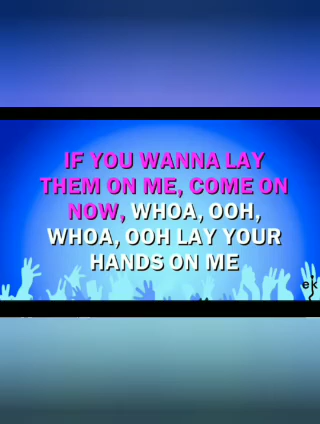 IF YOU WANNA LAY
THEM ON ME, COME ON
NOW, WHOA, OOH,
WHOA, OOH LAY YOUR
HANDS ON ME
ek